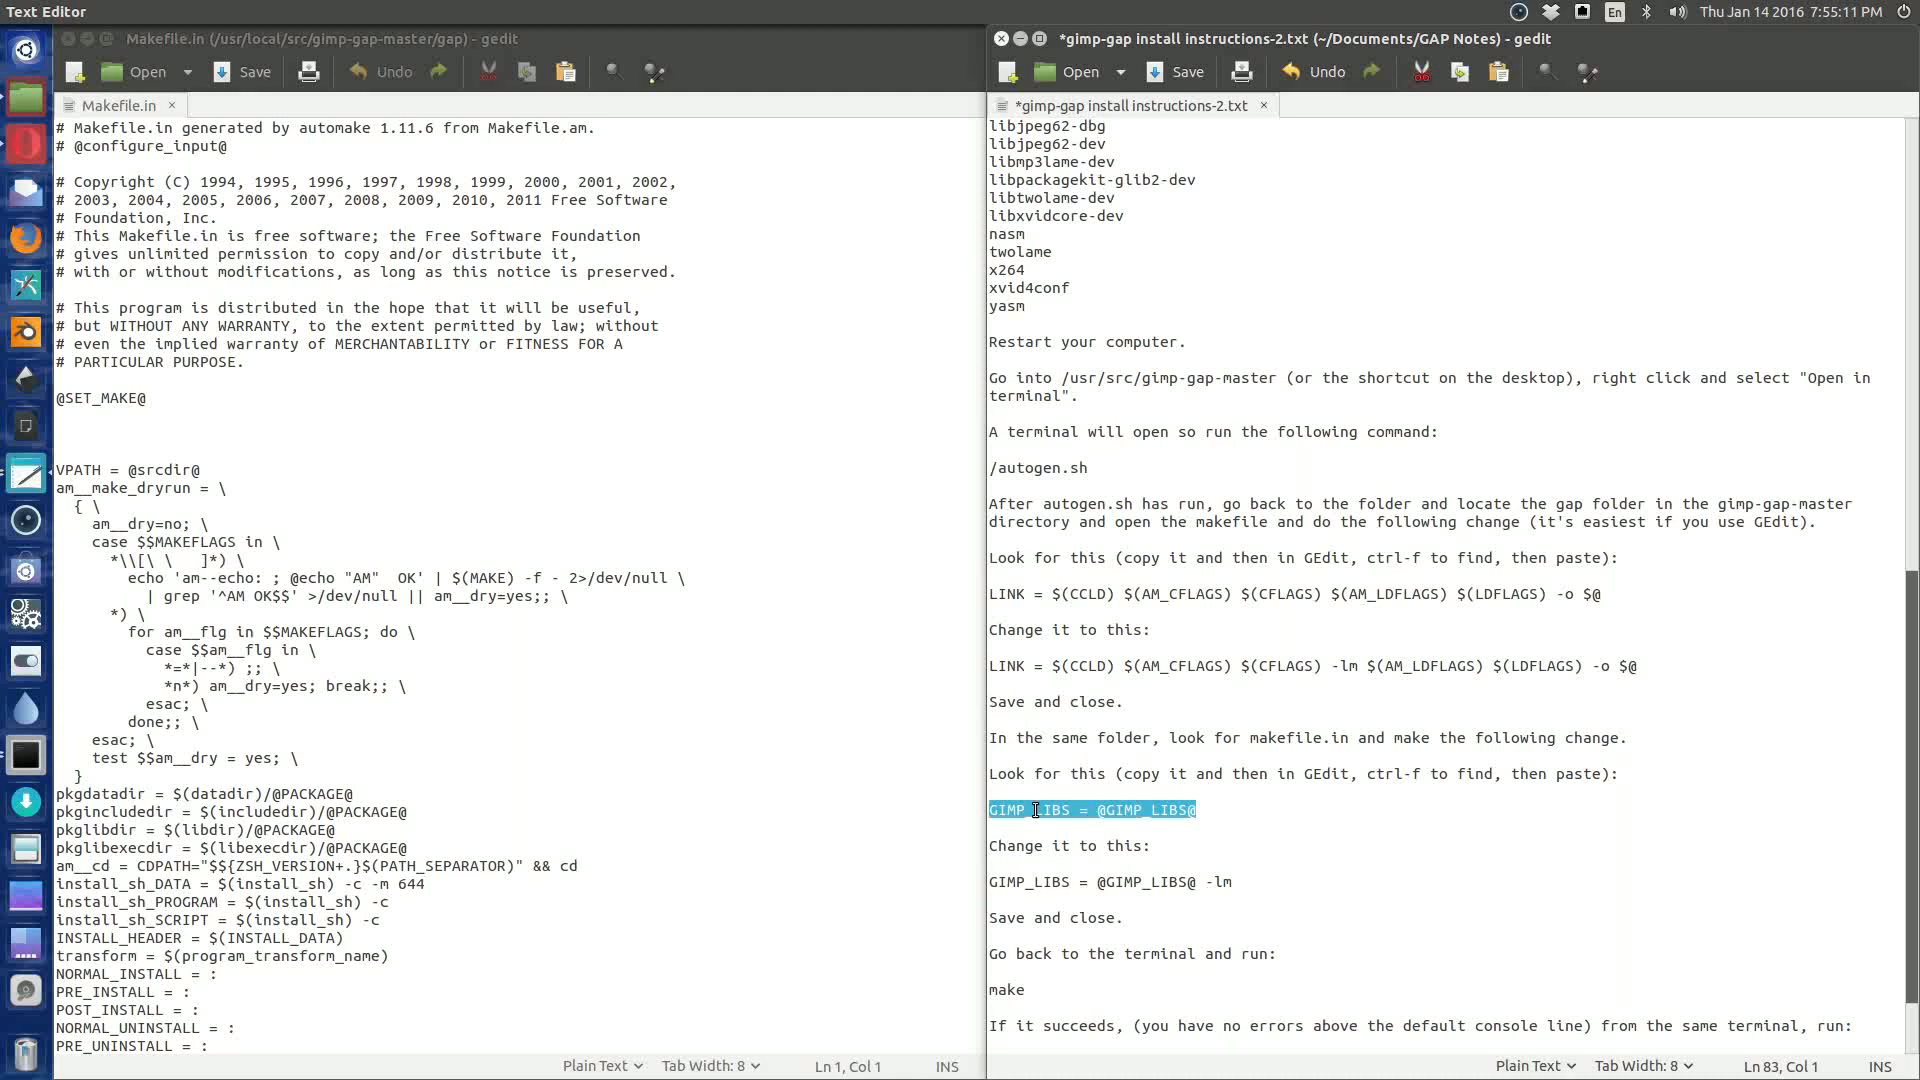 Text Editor
En
Thu Jan 14 2016 7:55:11 PM
Makefile.in (/usr/local/src/gimp-gap-master/gap) - gedit
Open Save Undo
Makefile.in ×
# Makefile.in generated by automake 1.11.6 from Makefile.am.
# @configure_input@
# Copyright (C) 1994, 1995, 1996, 1997, 1998, 1999, 2000, 2001, 2002,
# 2003, 2004, 2005, 2006, 2007, 2008, 2009, 2010, 2011 Free Software
# Foundation, Inc.
# This Makefile.in is free software; the Free Software Foundation
# gives unlimited permission to copy and/or distribute it,
# with or without modifications, as long as this notice is preserved.
# This program is distributed in the hope that it will be useful,
# but WITHOUT ANY WARRANTY, to the extent permitted by law; without
# even the implied warranty of MERCHANTABILITY or FITNESS FOR A
# PARTICULAR PURPOSE.
@SET_MAKE@
VPATH = @srcdir@
am__make_dryrun = \
  { \
    am__dry=no; \
    case $$MAKEFLAGS in \
      *\\[\ \	]*) \
        echo 'am--echo: ; @echo "AM"  OK' | $(MAKE) -f - 2>/dev/null \
          | grep '^AM OK$$' >/dev/null || am__dry=yes;; \
      *) \
        for am__flg in $$MAKEFLAGS; do \
          case $$am__flg in \
            *=*|--*) ;; \
            *n*) am__dry=yes; break;; \
          esac; \
        done;; \
    esac; \
    test $$am__dry = yes; \
  }
pkgdatadir = $(datadir)/@PACKAGE@
pkgincludedir = $(includedir)/@PACKAGE@
pkglibdir = $(libdir)/@PACKAGE@
pkglibexecdir = $(libexecdir)/@PACKAGE@
am__cd = CDPATH="$${ZSH_VERSION+.}$(PATH_SEPARATOR)" && cd
install_sh_DATA = $(install_sh) -c -m 644
install_sh_PROGRAM = $(install_sh) -c
install_sh_SCRIPT = $(install_sh) -c
INSTALL_HEADER = $(INSTALL_DATA)
transform = $(program_transform_name)
NORMAL_INSTALL = :
PRE_INSTALL = :
POST_INSTALL = :
NORMAL_UNINSTALL = :
PRE_UNINSTALL = :
Plain Text Tab Width: 8 Ln 1, Col 1 INS
*gimp-gap install instructions-2.txt (~/Documents/GAP Notes) - gedit
Open Save Undo
*gimp-gap install instructions-2.txt ×
libjpeg62-dbg
libjpeg62-dev
libmp3lame-dev
libpackagekit-glib2-dev
libtwolame-dev
libxvidcore-dev
nasm
twolame
x264
xvid4conf
yasm
Restart your computer.
Go into /usr/src/gimp-gap-master (or the shortcut on the desktop), right click and select "Open in
terminal".
A terminal will open so run the following command:
/autogen.sh
After autogen.sh has run, go back to the folder and locate the gap folder in the gimp-gap-master
directory and open the makefile and do the following change (it's easiest if you use GEdit).
Look for this (copy it and then in GEdit, ctrl-f to find, then paste):
LINK = $(CCLD) $(AM_CFLAGS) $(CFLAGS) $(AM_LDFLAGS) $(LDFLAGS) -o $@
Change it to this:
LINK = $(CCLD) $(AM_CFLAGS) $(CFLAGS) -lm $(AM_LDFLAGS) $(LDFLAGS) -o $@
Save and close.
In the same folder, look for makefile.in and make the following change.
Look for this (copy it and then in GEdit, ctrl-f to find, then paste):
GIMP_LIBS = @GIMP_LIBS@
Change it to this:
GIMP_LIBS = @GIMP_LIBS@ -lm
Save and close.
Go back to the terminal and run:
make
If it succeeds, (you have no errors above the default console line) from the same terminal, run:
Plain Text Tab Width: 8 Ln 83, Col 1 INS